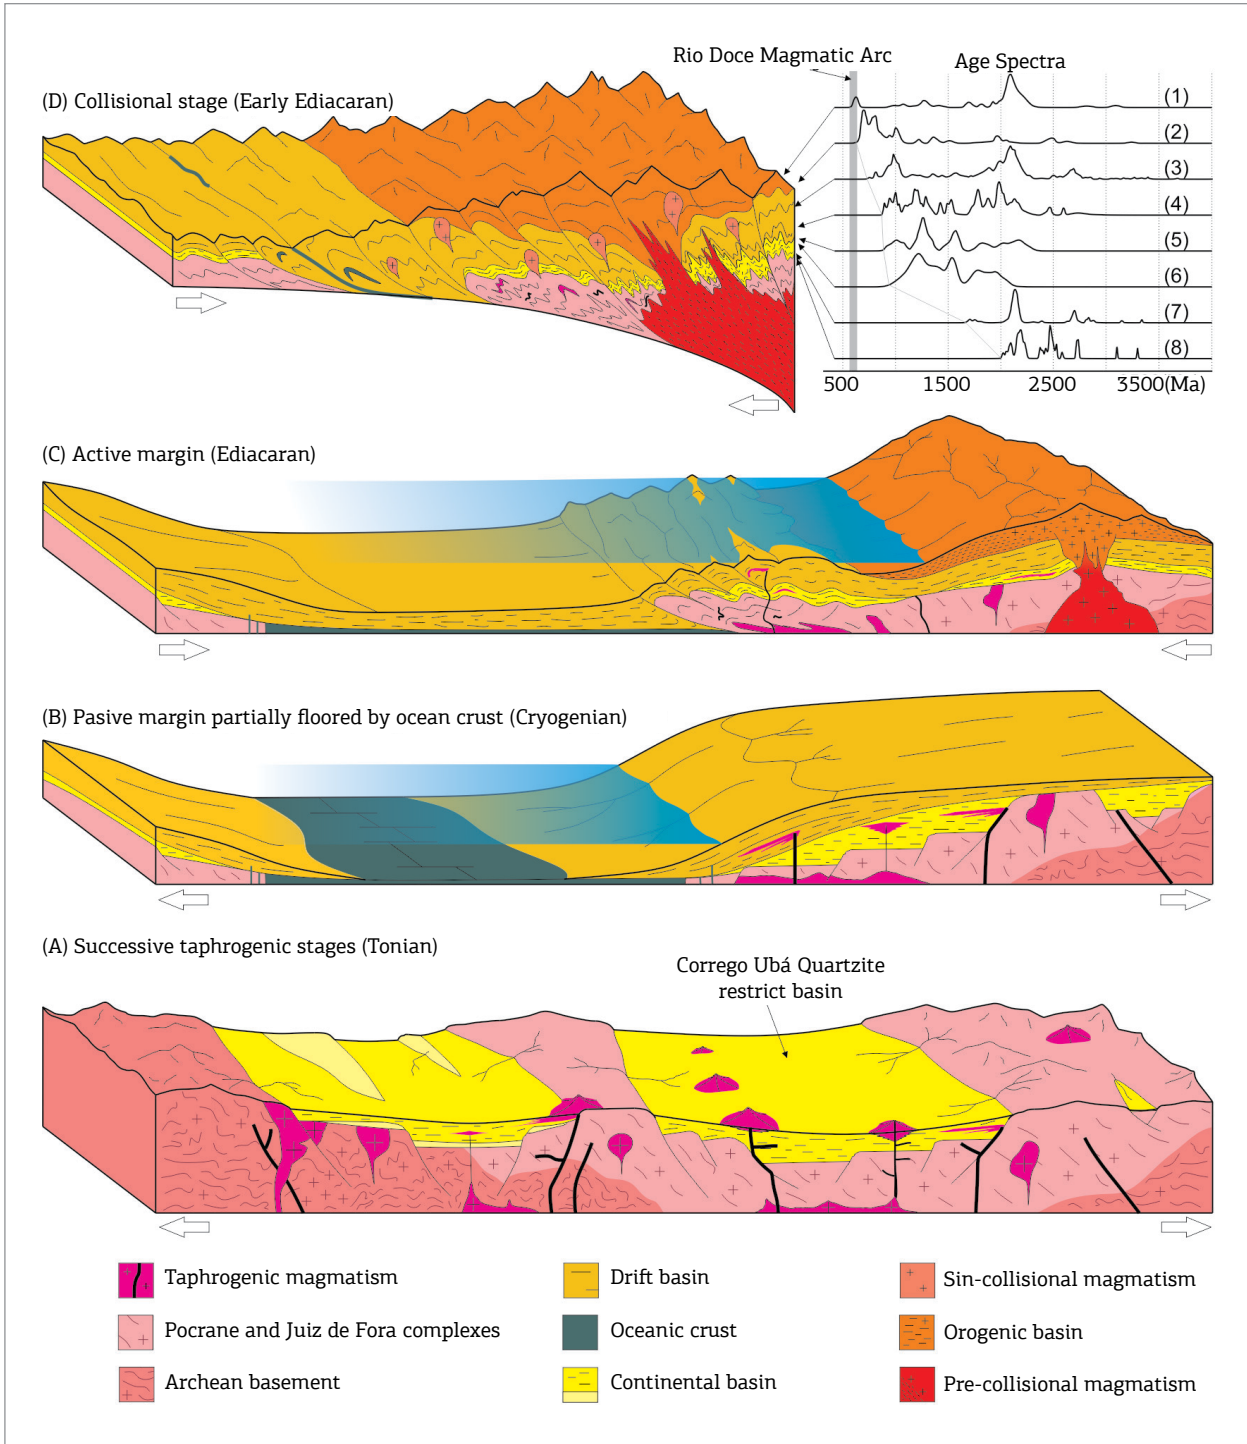 Rio Doce Magmatic Arc
Age Spectra
(D) Collisional stage (Early Ediacaran)
(1)
(2)
(3)
(4)
(5)
(6)
(7)
(8)
500 1500 2500 3500(Ma)
(C) Active margin (Ediacaran)
(B) Pasive margin partially floored by ocean crust (Cryogenian)
(A) Successive taphrogenic stages (Tonian)
Corrego Ubá Quartzite
restrict basin
Taphrogenic magmatism
Drift basin
Sin-collisional magmatism
Pocrane and Juiz de Fora complexes
Oceanic crust
Orogenic basin
Archean basement
Continental basin
Pre-collisional magmatism